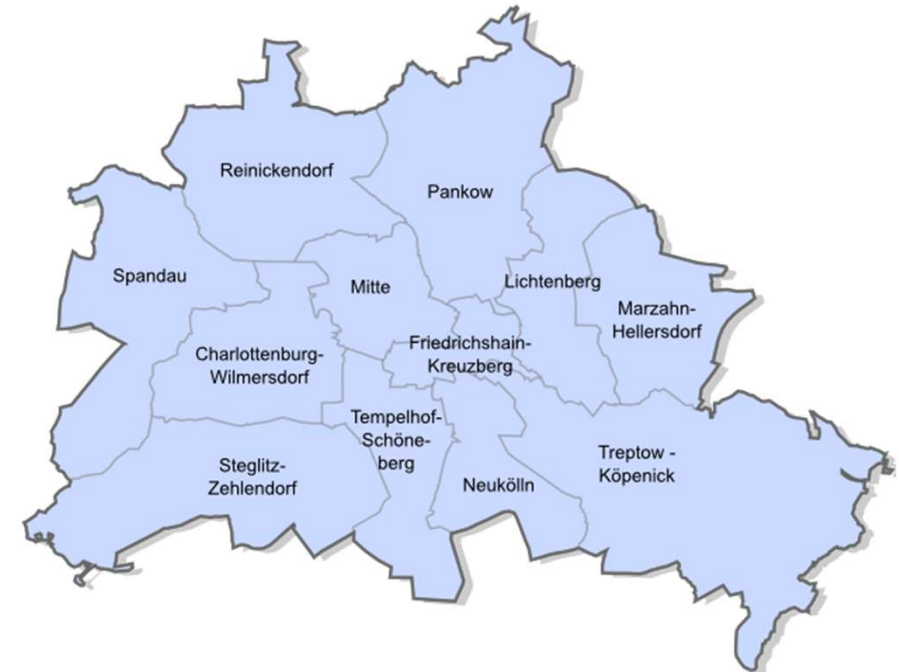 Reinickendorf
Pankow
Spandau
Mitte
Lichtenberg
Marzahn-
Hellersdorf
Charlottenburg-
Wilmersdorf
Friedrichshain-
Kreuzberg
Tempelhof-
Schöne-
berg
Steglitz-
Zehlendorf
Neukölln
Treptow -
Köpenick